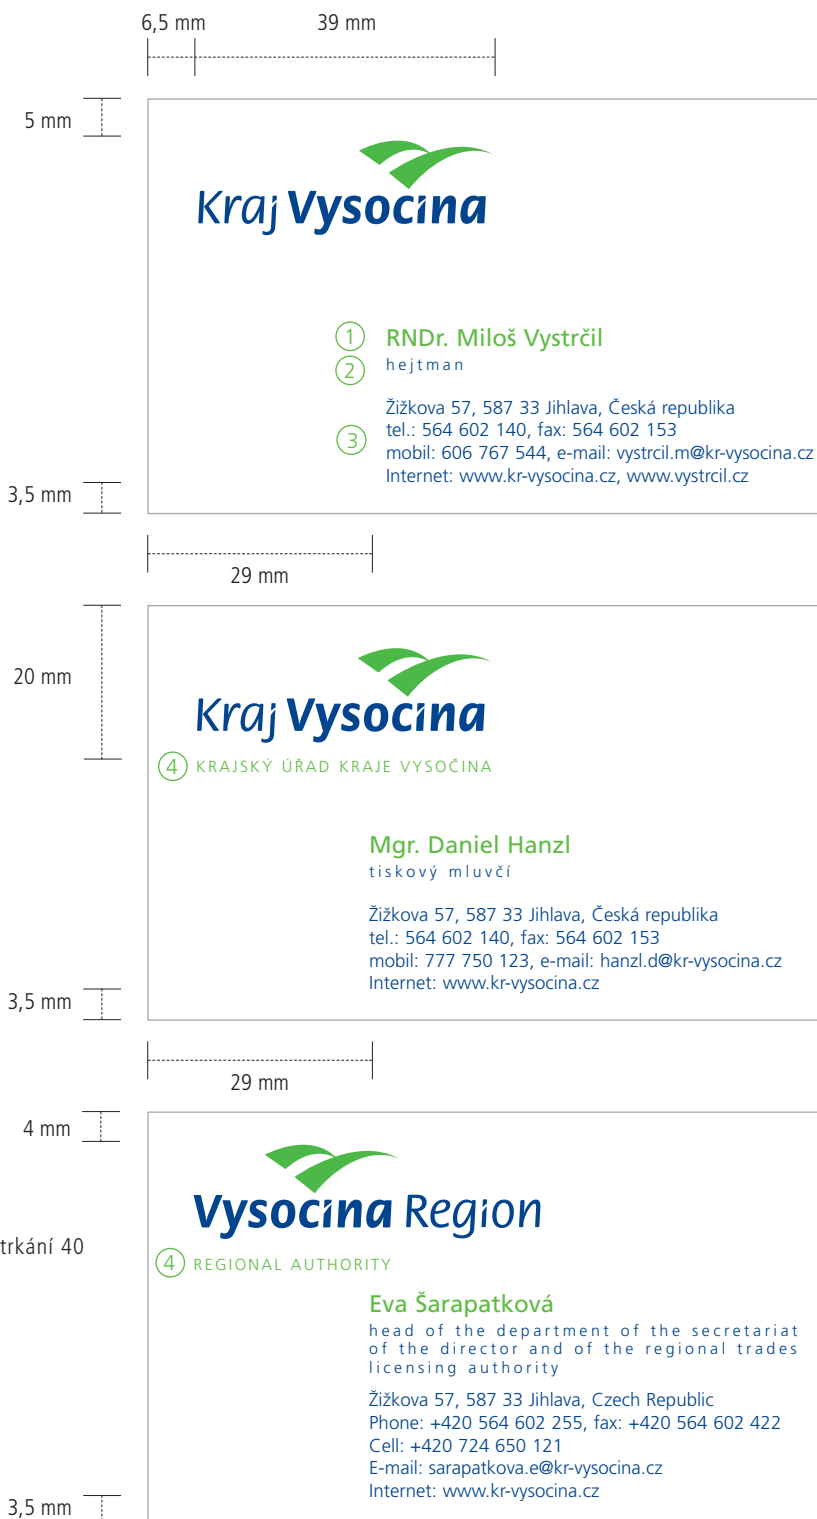 6,5 mm 39 mm
5 mm
Kraj Vysočina
1 RNDr. Miloš Vystrčil
2 hejtman
Žižkova 57, 587 33 Jihlava, Česká republika
tel.: 564 602 140, fax: 564 602 153
3
mobil: 606 767 544, e-mail: vystrcil.m@kr-vysocina.cz
Internet: www.kr-vysocina.cz, www.vystrcil.cz
3,5 mm
29 mm
20 mm
Kraj Vysočina
4 KRAJSKÝ ÚŘAD KRAJE VYSOČINA
Mgr. Daniel Hanzl
tiskový mluvčí
Žižkova 57, 587 33 Jihlava, Česká republika
tel.: 564 602 140, fax: 564 602 153
mobil: 777 750 123, e-mail: hanzl.d@kr-vysocina.cz
Internet: www.kr-vysocina.cz
3,5 mm
29 mm
4 mm
Vysočina Region
trkání 40
4 REGIONAL AUTHORITY
Eva Šarapatková
head of the department of the secretariat
of the director and of the regional trades
licensing authority
Žižkova 57, 587 33 Jihlava, Czech Republic
Phone: +420 564 602 255, fax: +420 564 602 422
Cell: +420 724 650 121
E-mail: sarapatkova.e@kr-vysocina.cz
Internet: www.kr-vysocina.cz
3,5 mm